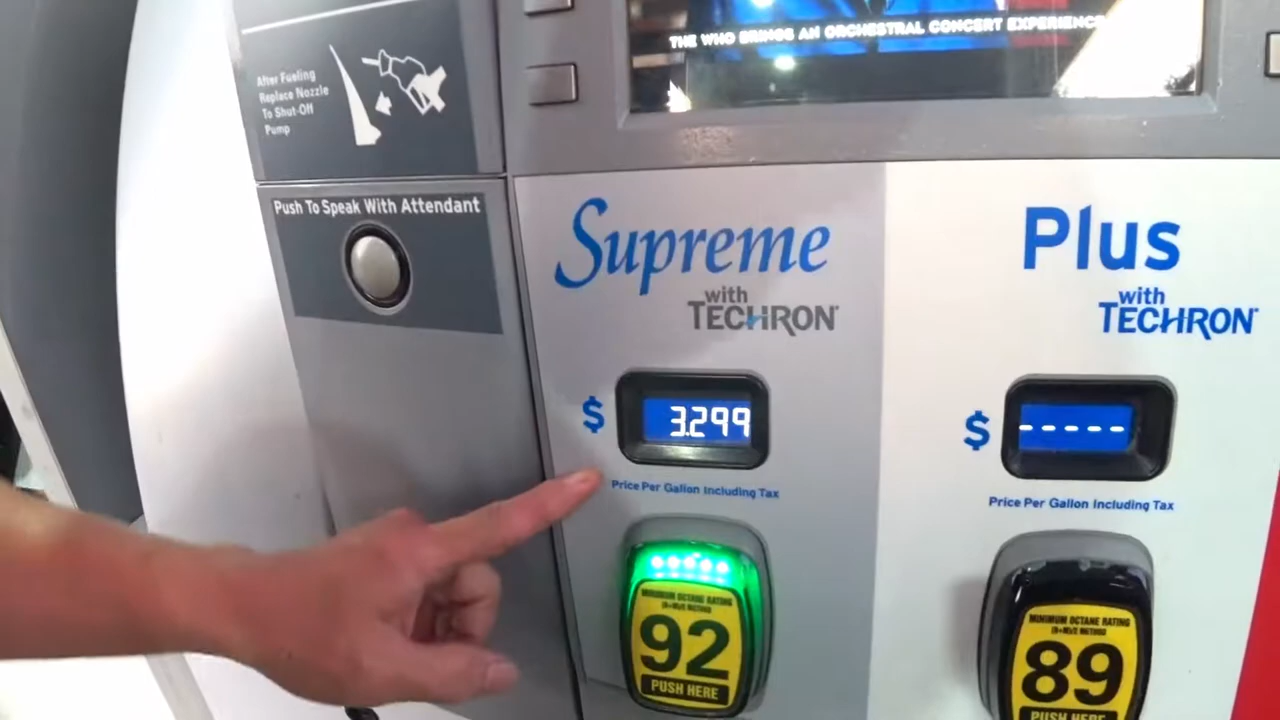 THE WHO BRINGS AN ORCHESTRAL CONCERT EXPERIENCE
After Fueling
Replace Nozzle
To Shut-Off
Pump
Push To Speak With Attendant
Supreme
with
TECHRON
$ 3.299
Price Per Gallon Including Tax
MINIMUM OCTANE RATING
(R+M)/2 METHOD
92
PUSH HERE
Plus
with
TECHRON
$ -----
Price Per Gallon Including Tax
MINIMUM OCTANE RATING
(R+M)/2 METHOD
89
PUSH HERE